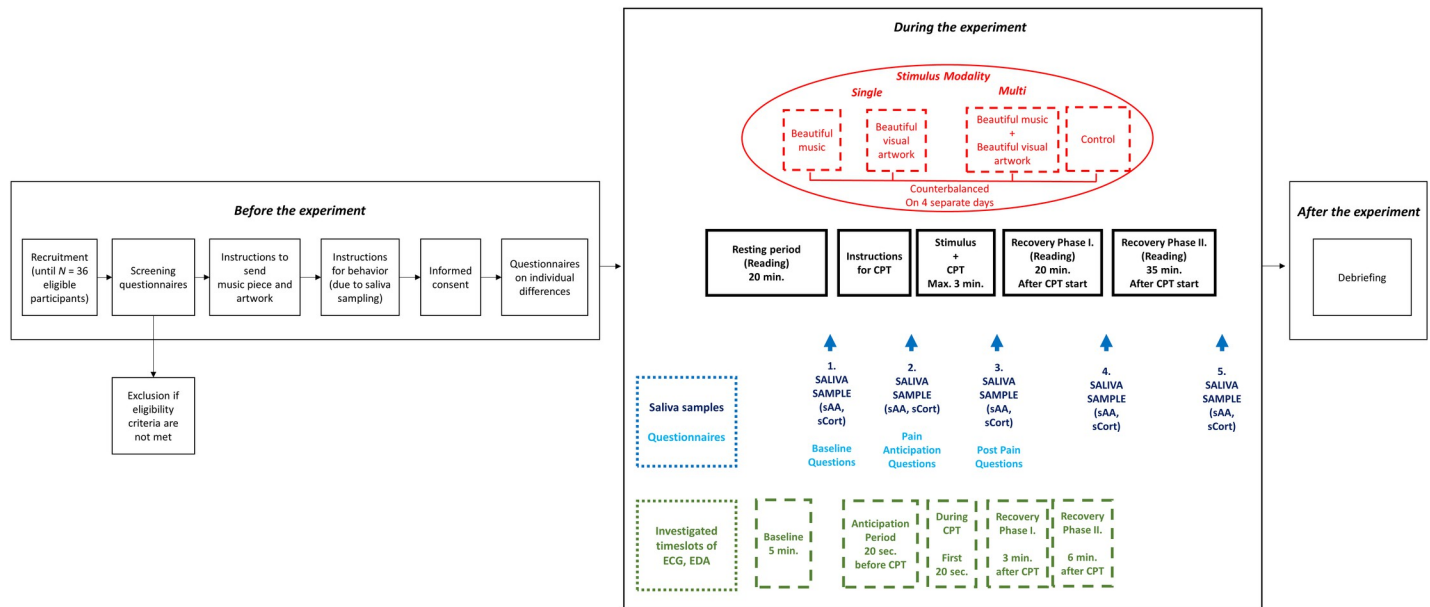 Before the experiment
Recruitment
(until N = 36
eligible
participants)
Screening
questionnaires
Instructions to
send
music piece and
artwork
Instructions
for behavior
(due to saliva
sampling)
Informed
consent
Questionnaires
on individual
differences
Exclusion if
eligibility
criteria are
not met
During the experiment
Stimulus Modality
Single
Multi
Beautiful
music
Beautiful
visual
artwork
Beautiful music
+
Beautiful visual
artwork
Control
Counterbalanced
On 4 separate days
Resting period
(Reading)
20 min.
Instructions
for CPT
Stimulus
+
CPT
Max. 3 min.
Recovery Phase I.
(Reading)
20 min.
After CPT start
Recovery Phase II.
(Reading)
35 min.
After CPT start
Saliva samples
Questionnaires
1.
SALIVA
SAMPLE
(sAA,
sCort)
Baseline
Questions
2.
SALIVA
SAMPLE
(sAA, sCort)
Pain
Anticipation
Questions
3.
SALIVA
SAMPLE
(sAA,
sCort)
Post Pain
Questions
4.
SALIVA
SAMPLE
(sAA,
sCort)
5.
SALIVA
SAMPLE
(sAA,
sCort)
Investigated
timeslots of
ECG, EDA
Baseline
5 min.
Anticipation
Period
20 sec.
before CPT
During
CPT
First
20 sec.
Recovery
Phase I.
3 min.
after CPT
Recovery
Phase II.
6 min.
after CPT
After the experiment
Debriefing